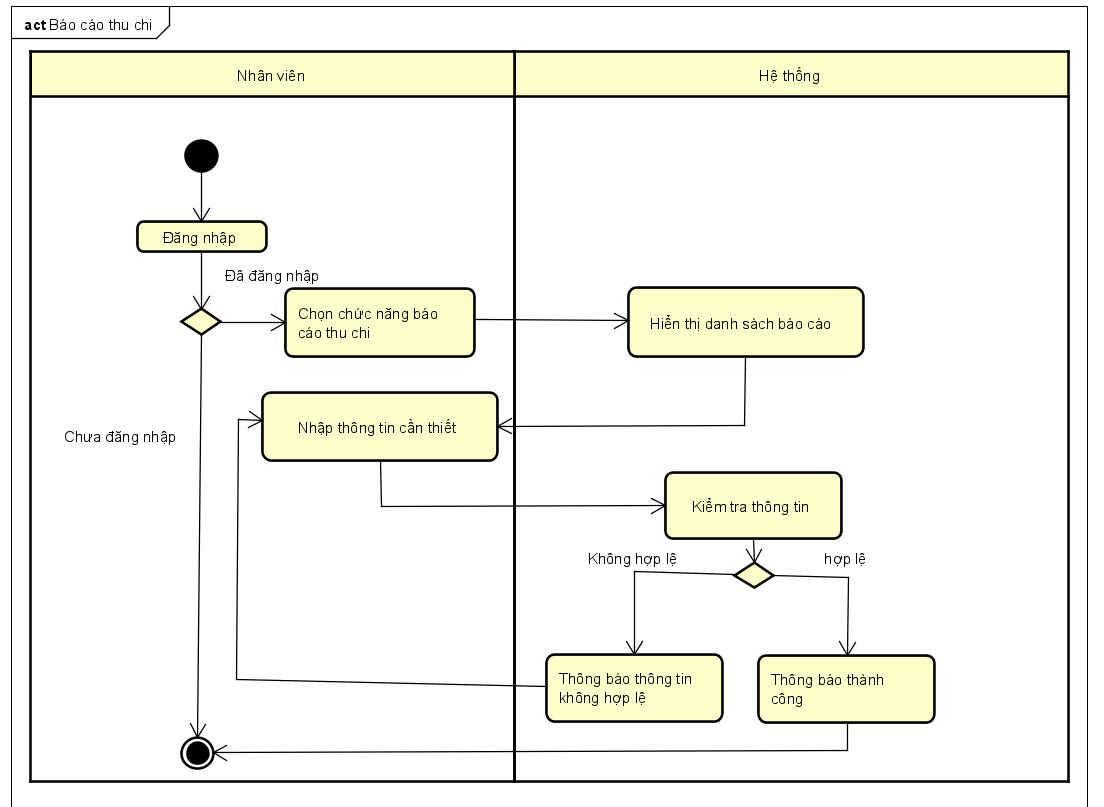 act Báo cáo thu chi
Nhân viên
Hệ thống
Đăng nhập
Đã đăng nhập
Chọn chức năng báo
cáo thu chi
Hiển thị danh sách báo cáo
Nhập thông tin cần thiết
Chưa đăng nhập
Kiểm tra thông tin
Không hợp lệ
hợp lệ
Thông báo thông tin
không hợp lệ
Thông báo thành
công